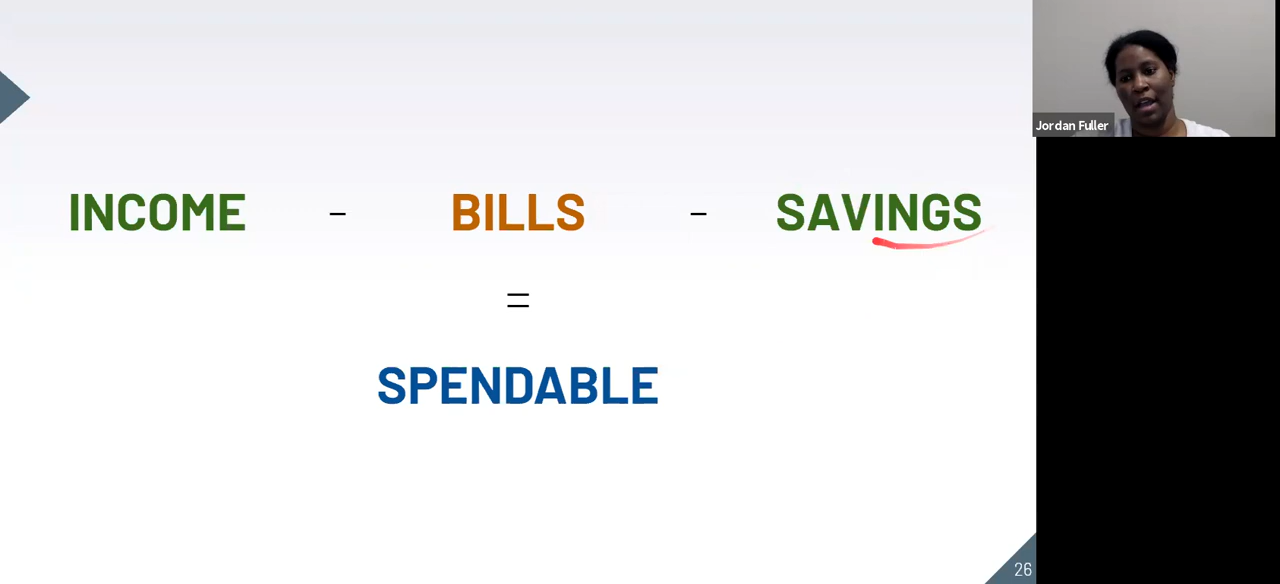 INCOME - BILLS - SAVINGS
=
SPENDABLE
26
Jordan Fuller